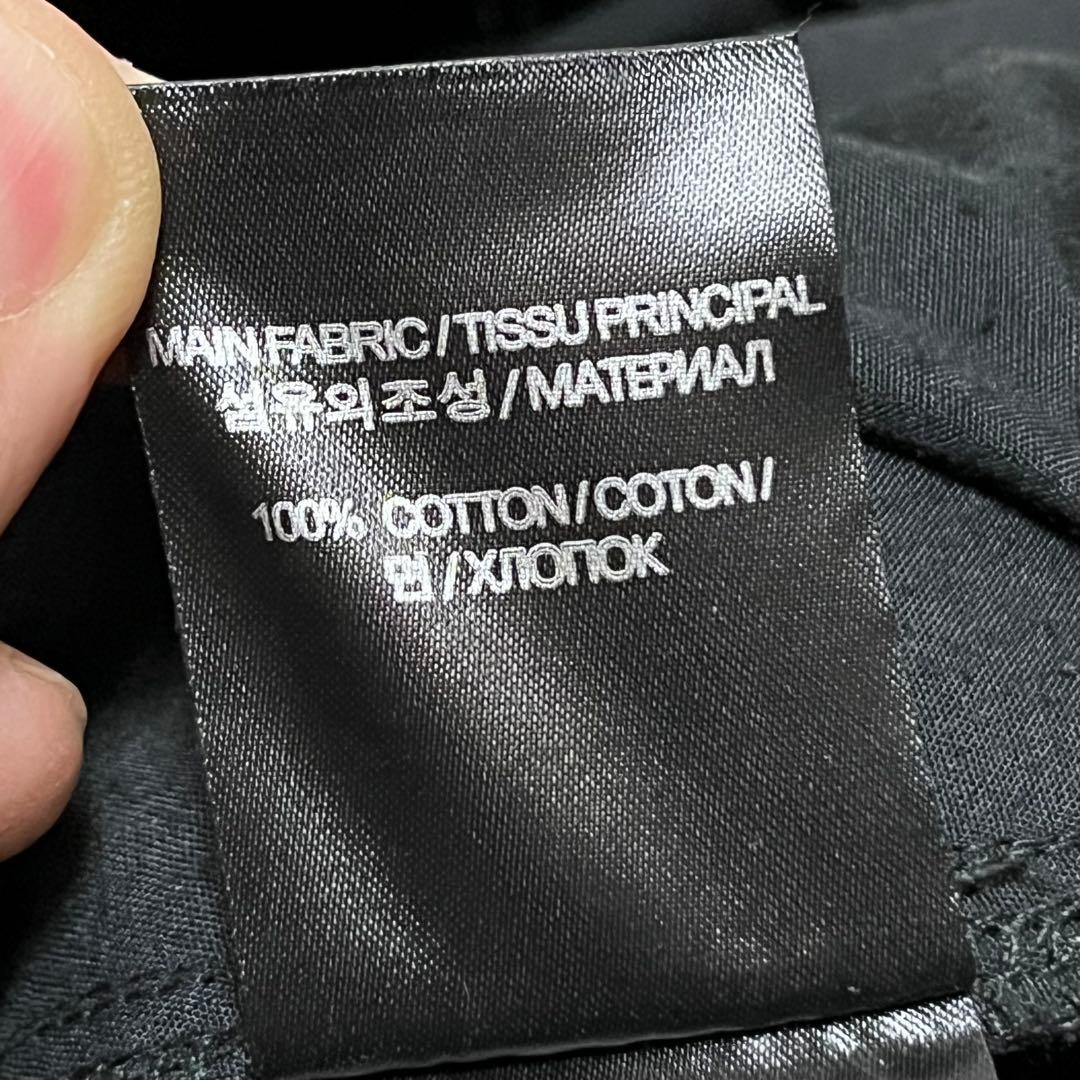 MAIN FABRIC / TISSU PRINCIPAL
섬유의조성 / МАТЕРИАЛ
100% COTTON / COTON /
면 / ХЛОПОК